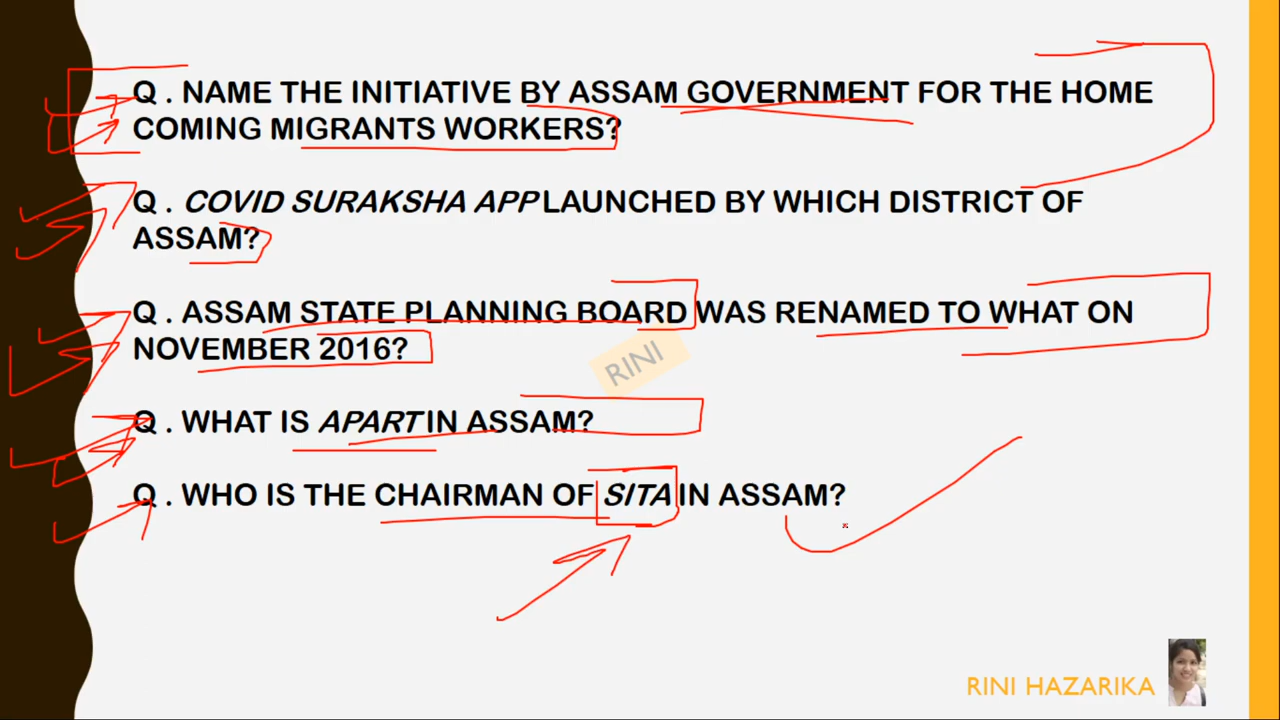 Q . NAME THE INITIATIVE BY ASSAM GOVERNMENT FOR THE HOME
COMING MIGRANTS WORKERS?
Q . COVID SURAKSHA APP LAUNCHED BY WHICH DISTRICT OF
ASSAM?
Q . ASSAM STATE PLANNING BOARD WAS RENAMED TO WHAT ON
NOVEMBER 2016?
RINI
Q . WHAT IS APART IN ASSAM?
Q . WHO IS THE CHAIRMAN OF SITA IN ASSAM?
RINI HAZARIKA